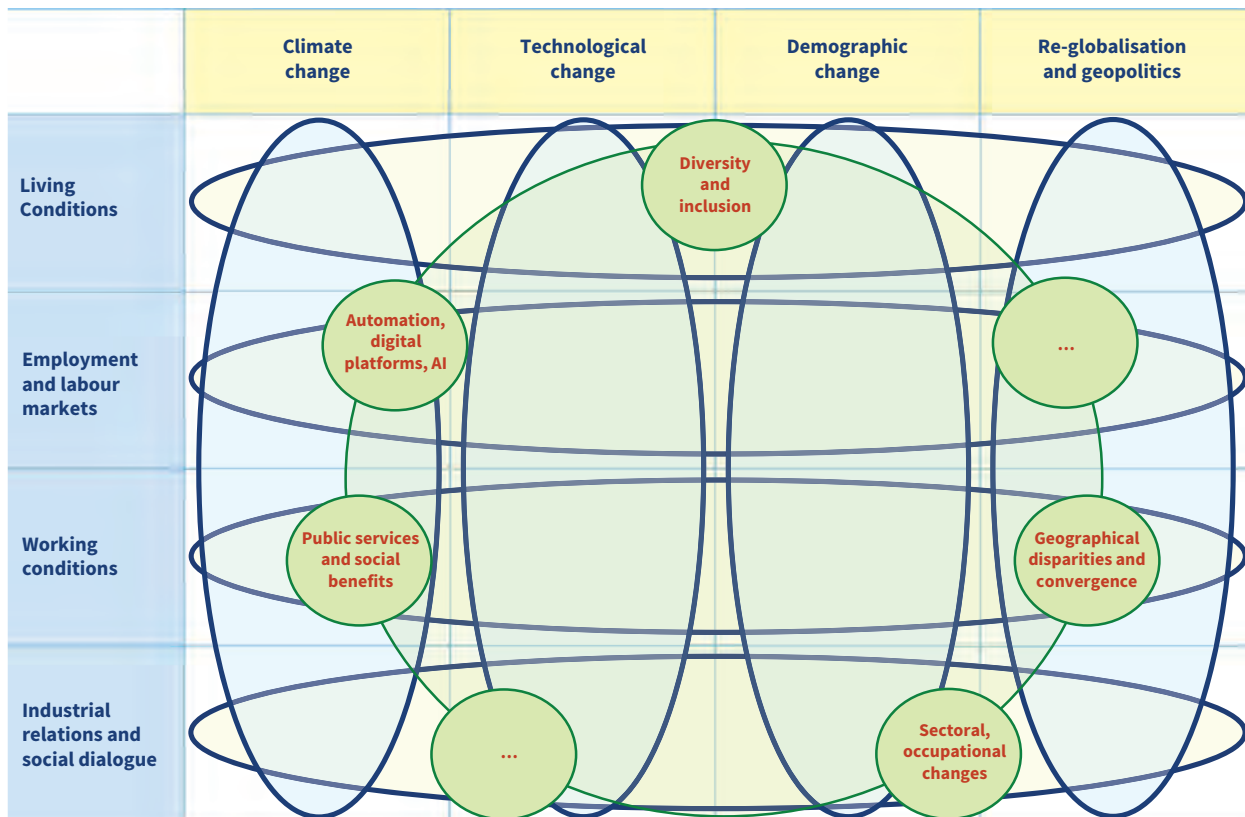 Climate
change
Technological
change
Demographic
change
Re-globalisation
and geopolitics
Living
Conditions
Diversity
and
inclusion
Employment
and labour
markets
Automation,
digital
platforms, AI
...
Working
conditions
Public services
and social
benefits
Geographical
disparities and
convergence
Industrial
relations and
social dialogue
...
Sectoral,
occupational
changes